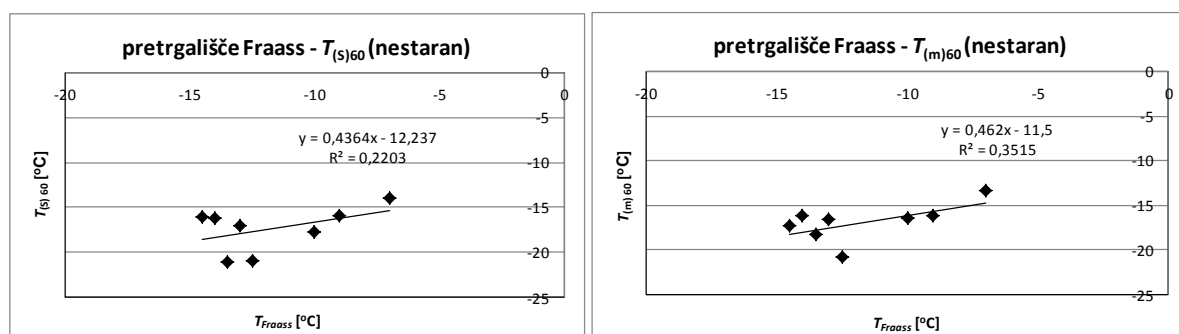 pretrgališče Fraass - T(S)60 (nestaran)
0
-20 -15 -10 -5 0
y = 0,4364x - 12,237
R² = 0,2203
-5
-10
-15
-20
-25
T(S) 60 [°C]
TFraass [°C]
pretrgališče Fraass - T(m)60 (nestaran)
0
-20 -15 -10 -5 0
y = 0,462x - 11,5
R² = 0,3515
-5
-10
-15
-20
-25
T(m) 60 [°C]
TFraass [°C]